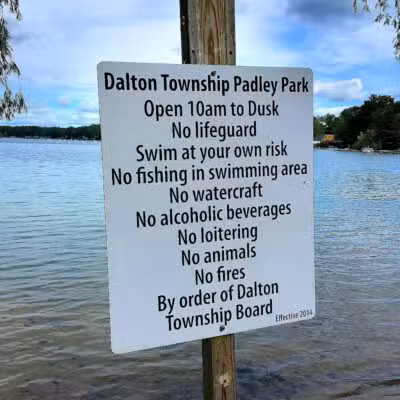 Dalton Township Padley Park
Open 10am to Dusk
No lifeguard
Swim at your own risk
No fishing in swimming area
No watercraft
No alcoholic beverages
No loitering
No animals
No fires
By order of Dalton
Township Board
Effective 2014